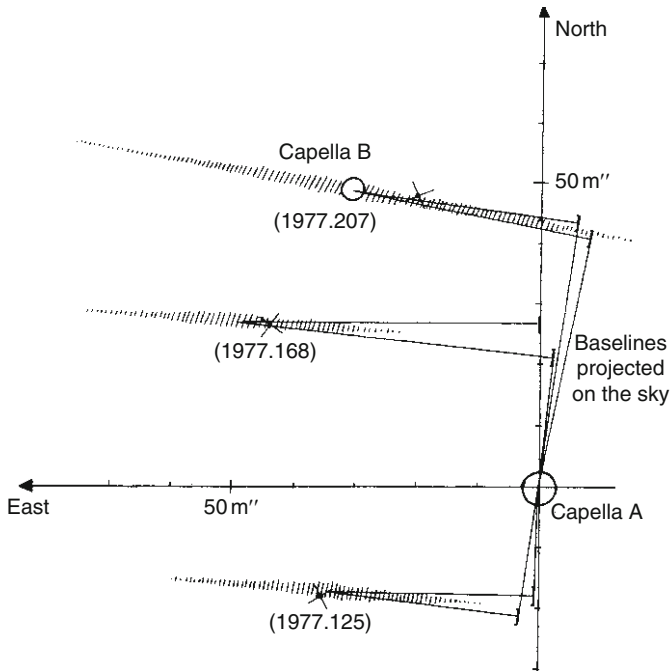 North
Capella B
50 m"
(1977.207)
(1977.168)
Baselines
projected
on the sky
East
50 m"
Capella A
(1977.125)